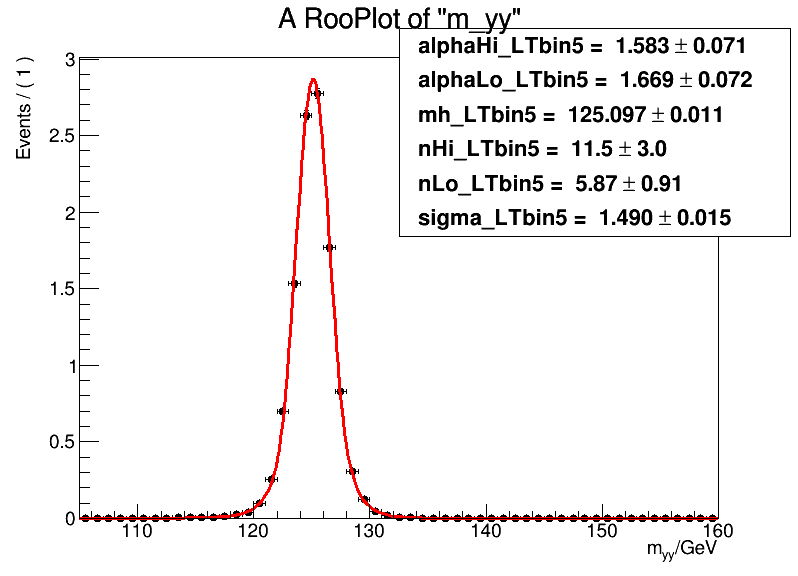 A RooPlot of "m_yy"
alphaHi_LTbin5 = 1.583 ± 0.071
alphaLo_LTbin5 = 1.669 ± 0.072
mh_LTbin5 = 125.097 ± 0.011
nHi_LTbin5 = 11.5 ± 3.0
nLo_LTbin5 = 5.87 ± 0.91
sigma_LTbin5 = 1.490 ± 0.015
Events / ( 1 )
3
2.5
2
1.5
1
0.5
0
110 120 130 140 150 160
m_yy/GeV